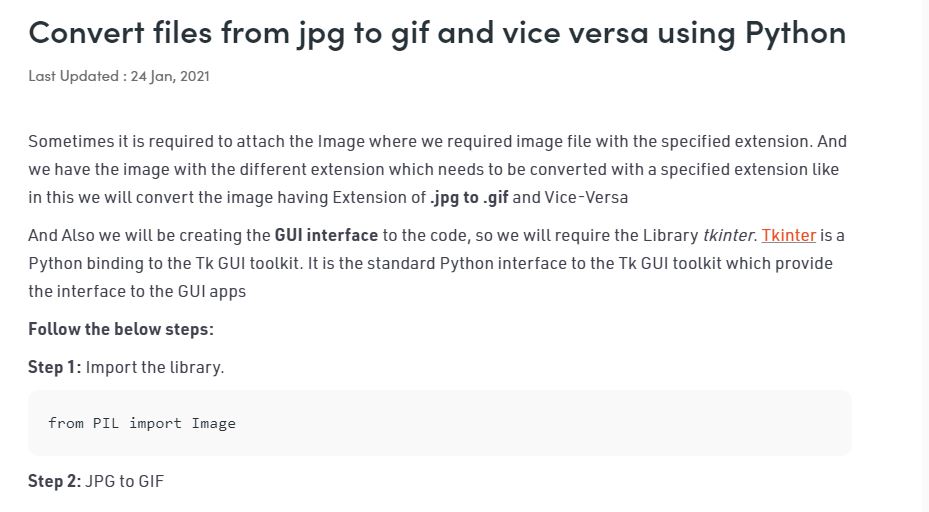 Convert files from jpg to gif and vice versa using Python
Last Updated : 24 Jan, 2021
Sometimes it is required to attach the Image where we required image file with the specified extension. And
we have the image with the different extension which needs to be converted with a specified extension like
in this we will convert the image having Extension of .jpg to .gif and Vice-Versa
And Also we will be creating the GUI interface to the code, so we will require the Library tkinter. Tkinter is a
Python binding to the Tk GUI toolkit. It is the standard Python interface to the Tk GUI toolkit which provide
the interface to the GUI apps
Follow the below steps:
Step 1: Import the library.
from PIL import Image
Step 2: JPG to GIF